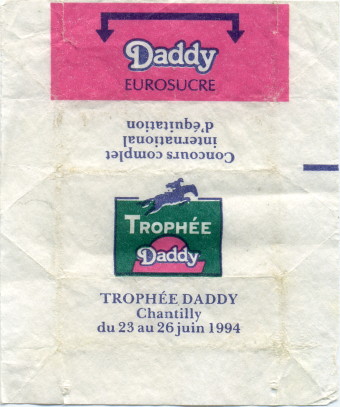 Daddy
EUROSUCRE
Concours complet
international
d'équitation
TROPHÉE
Daddy
TROPHÉE DADDY
Chantilly
du 23 au 26 juin 1994